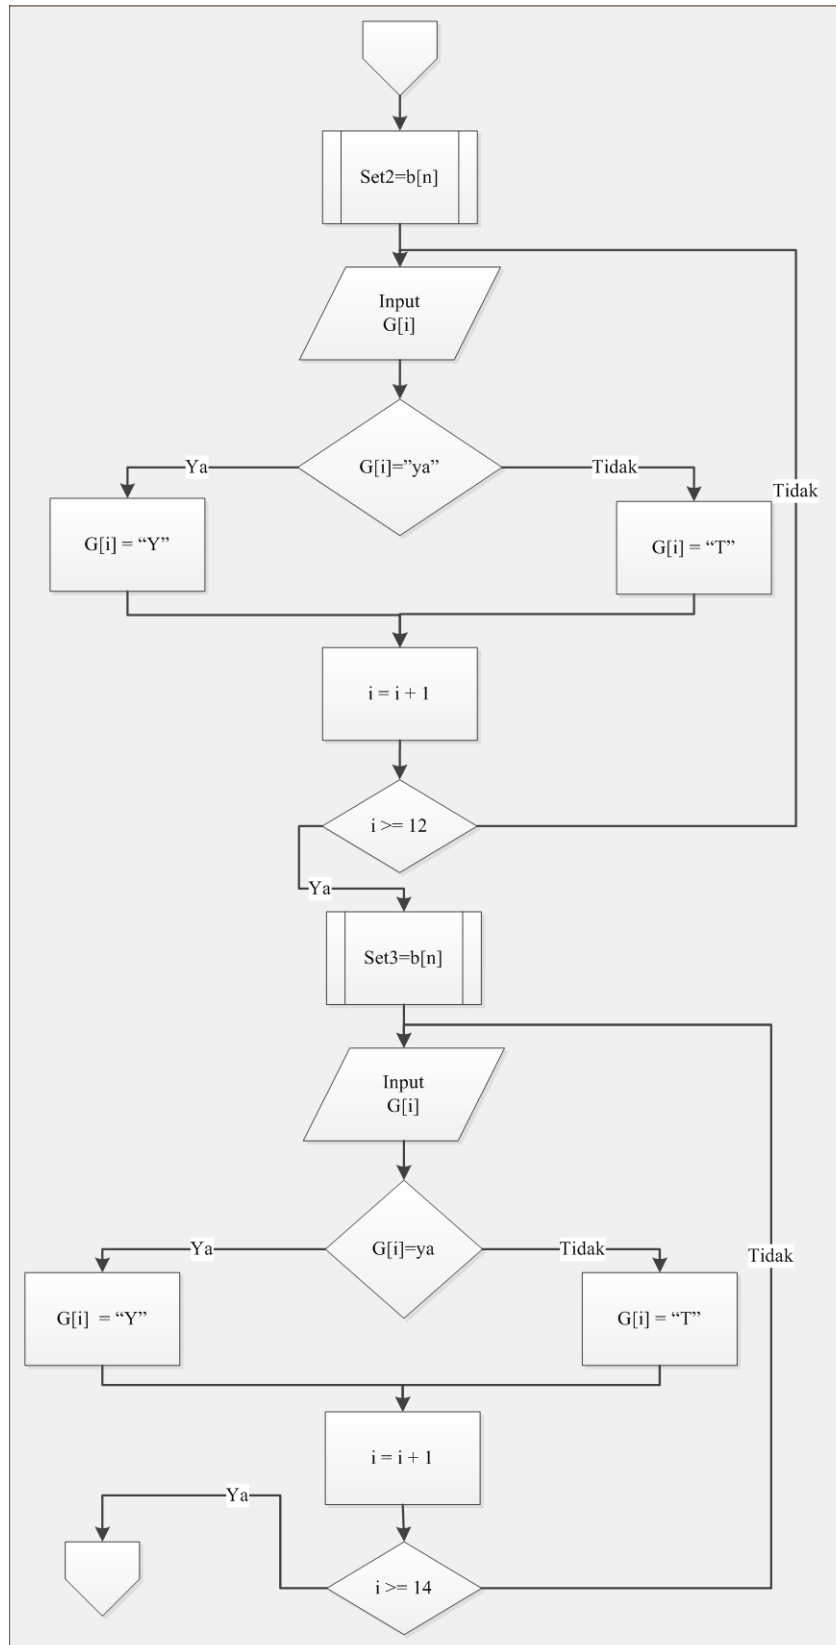 Set2=b[n]
Input
G[i]
G[i]=”ya”
Ya
Tidak
Tidak
G[i] = “Y”
G[i] = “T”
i = i + 1
i >= 12
Ya
Set3=b[n]
Input
G[i]
G[i]=ya
Ya
Tidak
Tidak
G[i]  = “Y”
G[i] = “T”
i = i + 1
Ya
i >= 14